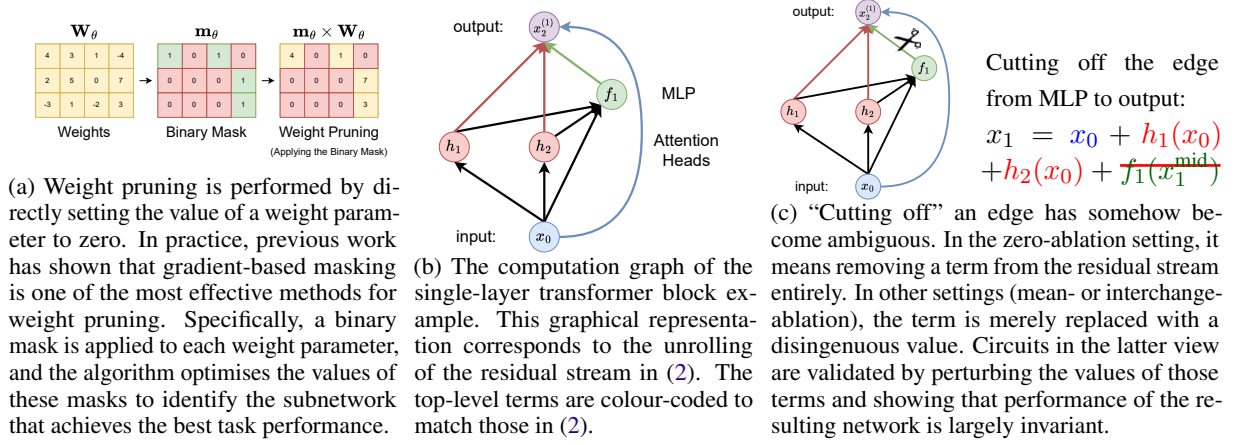 W_θ
4 3 1 -4
2 5 0 7
-3 1 -2 3
Weights
m_θ
1 0 1 0
0 0 0 1
0 0 0 1
Binary Mask
m_θ × W_θ
4 0 1 0
0 0 0 7
0 0 0 3
Weight Pruning
(Applying the Binary Mask)
(a) Weight pruning is performed by di-
rectly setting the value of a weight param-
eter to zero. In practice, previous work
has shown that gradient-based masking
is one of the most effective methods for
weight pruning. Specifically, a binary
mask is applied to each weight parameter,
and the algorithm optimises the values of
these masks to identify the subnetwork
that achieves the best task performance.
output:
x_2^{(1)}
f_1
MLP
Attention
Heads
h_1
h_2
input:
x_0
(b) The computation graph of the
single-layer transformer block ex-
ample. This graphical representa-
tion corresponds to the unrolling
of the residual stream in (2). The
top-level terms are colour-coded to
match those in (2).
output:
x_2^{(1)}
f_1
h_1
h_2
input:
x_0
Cutting off the edge
from MLP to output:
x_1 = x_0 + h_1(x_0)
+h_2(x_0) + f_1(x_1^{mid})
(c) “Cutting off” an edge has somehow be-
come ambiguous. In the zero-ablation setting, it
means removing a term from the residual stream
entirely. In other settings (mean- or interchange-
ablation), the term is merely replaced with a
disingenuous value. Circuits in the latter view
are validated by perturbing the values of those
terms and showing that performance of the re-
sulting network is largely invariant.